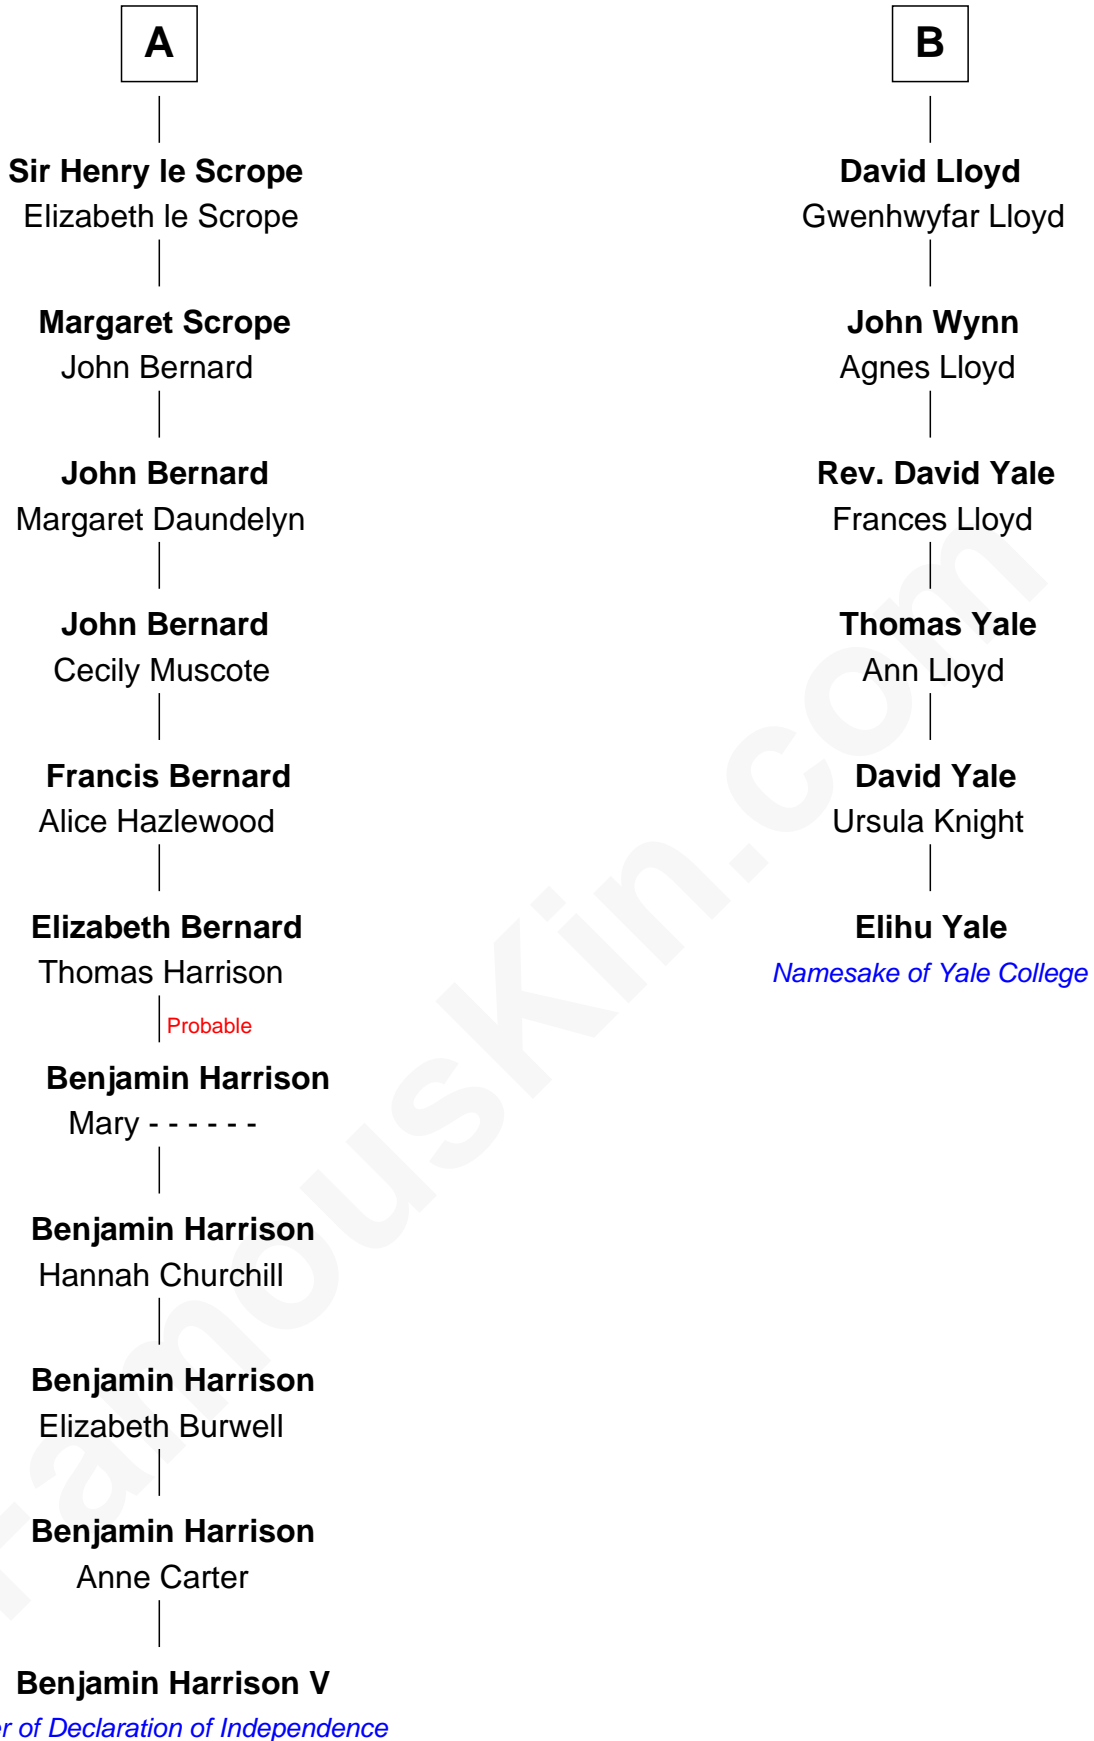 A
Sir Henry le Scrope
Elizabeth le Scrope
Margaret Scrope
John Bernard
John Bernard
Margaret Daundelyn
John Bernard
Cecily Muscote
Francis Bernard
Alice Hazlewood
Elizabeth Bernard
Thomas Harrison
Probable
Benjamin Harrison
Mary - - - - - -
Benjamin Harrison
Hannah Churchill
Benjamin Harrison
Elizabeth Burwell
Benjamin Harrison
Anne Carter
Benjamin Harrison V
of Declaration of Independence
B
David Lloyd
Gwenhwyfar Lloyd
John Wynn
Agnes Lloyd
Rev. David Yale
Frances Lloyd
Thomas Yale
Ann Lloyd
David Yale
Ursula Knight
Elihu Yale
Namesake of Yale College
FamousKin.com